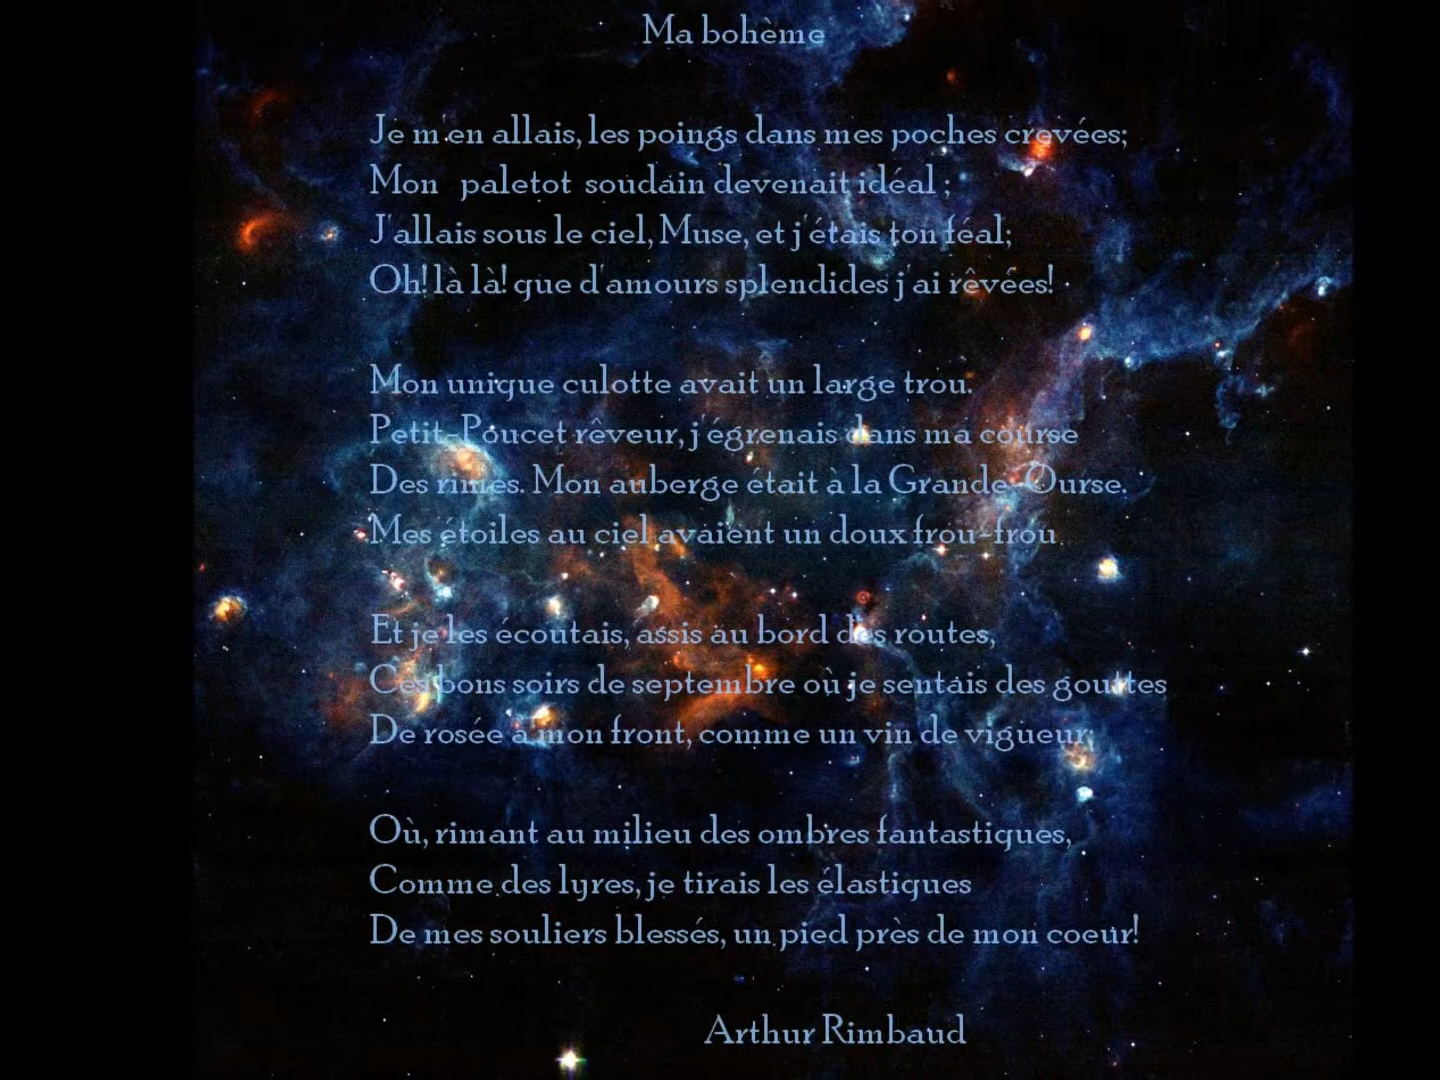 Ma bohème
Je m'en allais, les poings dans mes poches crevées;
Mon paletot soudain devenait idéal ;
J'allais sous le ciel, Muse, et j'étais ton féal;
Oh! là là! que d'amours splendides j'ai rêvées!
Mon unique culotte avait un large trou.
Petit-Poucet rêveur, j'égrenais dans ma course
Des rimes. Mon auberge était à la Grande-Ourse.
Mes étoiles au ciel avaient un doux frou-frou
Et je les écoutais, assis au bord des routes,
Ces bons soirs de septembre où je sentais des gouttes
De rosée à mon front, comme un vin de vigueur;
Où, rimant au milieu des ombres fantastiques,
Comme des lyres, je tirais les élastiques
De mes souliers blessés, un pied près de mon coeur!
Arthur Rimbaud